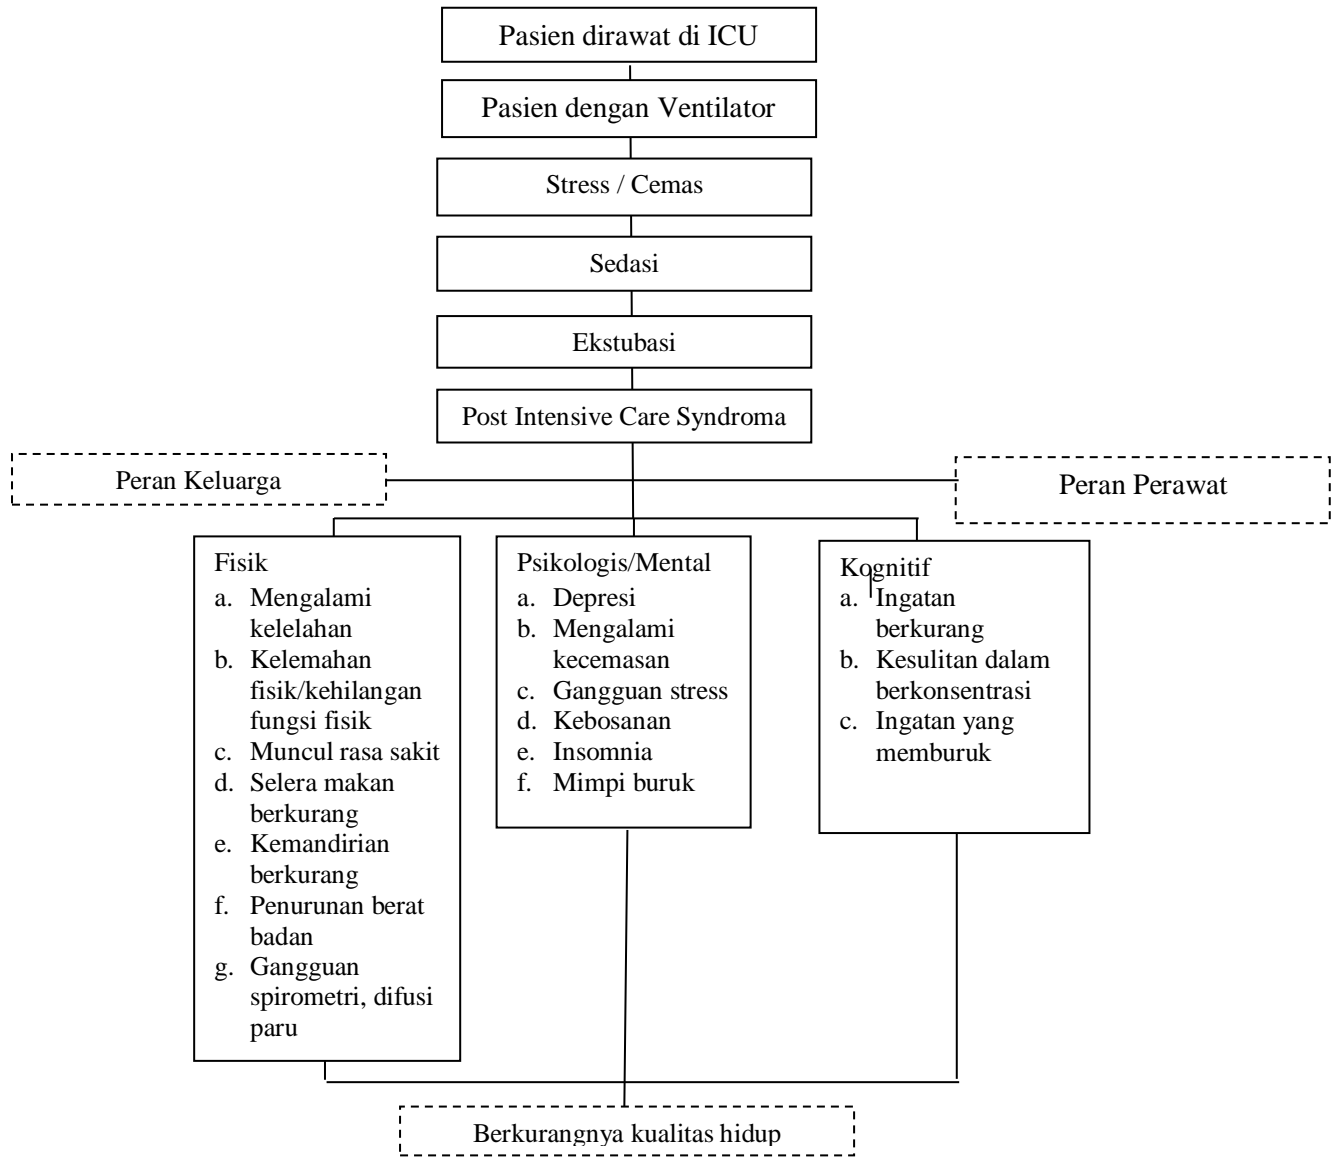 Pasien dirawat di ICU
Pasien dengan Ventilator
Stress / Cemas
Sedasi
Ekstubasi
Post Intensive Care Syndroma
Peran Keluarga
Peran Perawat
Fisik
a. Mengalami
kelelahan
b. Kelemahan
fisik/kehilangan
fungsi fisik
c. Muncul rasa sakit
d. Selera makan
berkurang
e. Kemandirian
berkurang
f. Penurunan berat
badan
g. Gangguan
spirometri, difusi
paru
Psikologis/Mental
a. Depresi
b. Mengalami
kecemasan
c. Gangguan stress
d. Kebosanan
e. Insomnia
f. Mimpi buruk
Kognitif
a. Ingatan
berkurang
b. Kesulitan dalam
berkonsentrasi
c. Ingatan yang
memburuk
Berkurangnya kualitas hidup